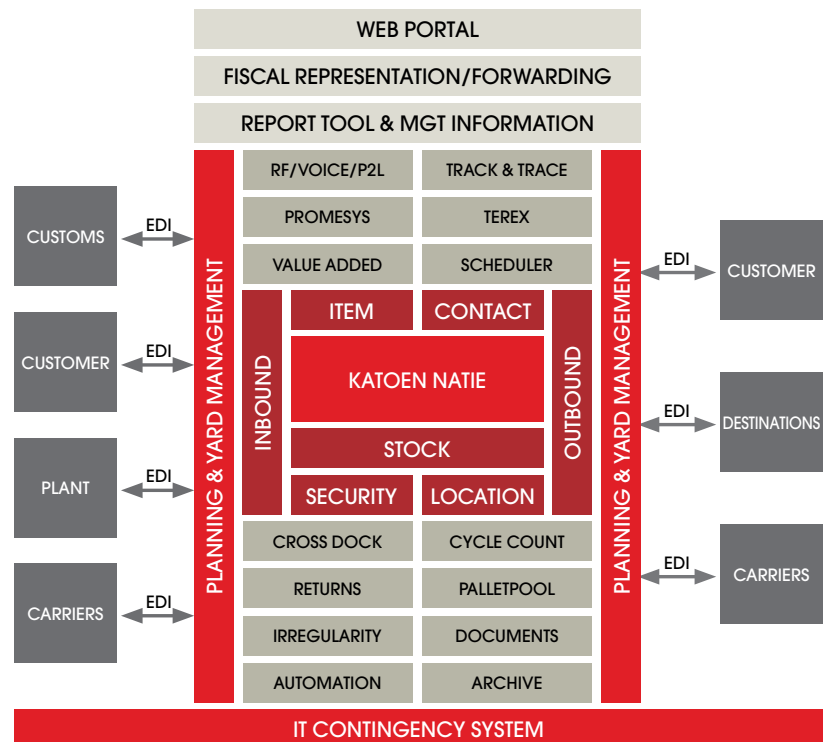 WEB PORTAL
FISCAL REPRESENTATION/FORWARDING
REPORT TOOL & MGT INFORMATION
CUSTOMS
EDI
CUSTOMER
EDI
PLANT
EDI
CARRIERS
EDI
PLANNING & YARD MANAGEMENT
RF/VOICE/P2L
TRACK & TRACE
PROMESYS
TEREX
VALUE ADDED
SCHEDULER
INBOUND
ITEM
CONTACT
KATOEN NATIE
STOCK
SECURITY
LOCATION
OUTBOUND
CROSS DOCK
CYCLE COUNT
RETURNS
PALLETPOOL
IRREGULARITY
DOCUMENTS
AUTOMATION
ARCHIVE
PLANNING & YARD MANAGEMENT
EDI
CUSTOMER
EDI
DESTINATIONS
EDI
CARRIERS
IT CONTINGENCY SYSTEM